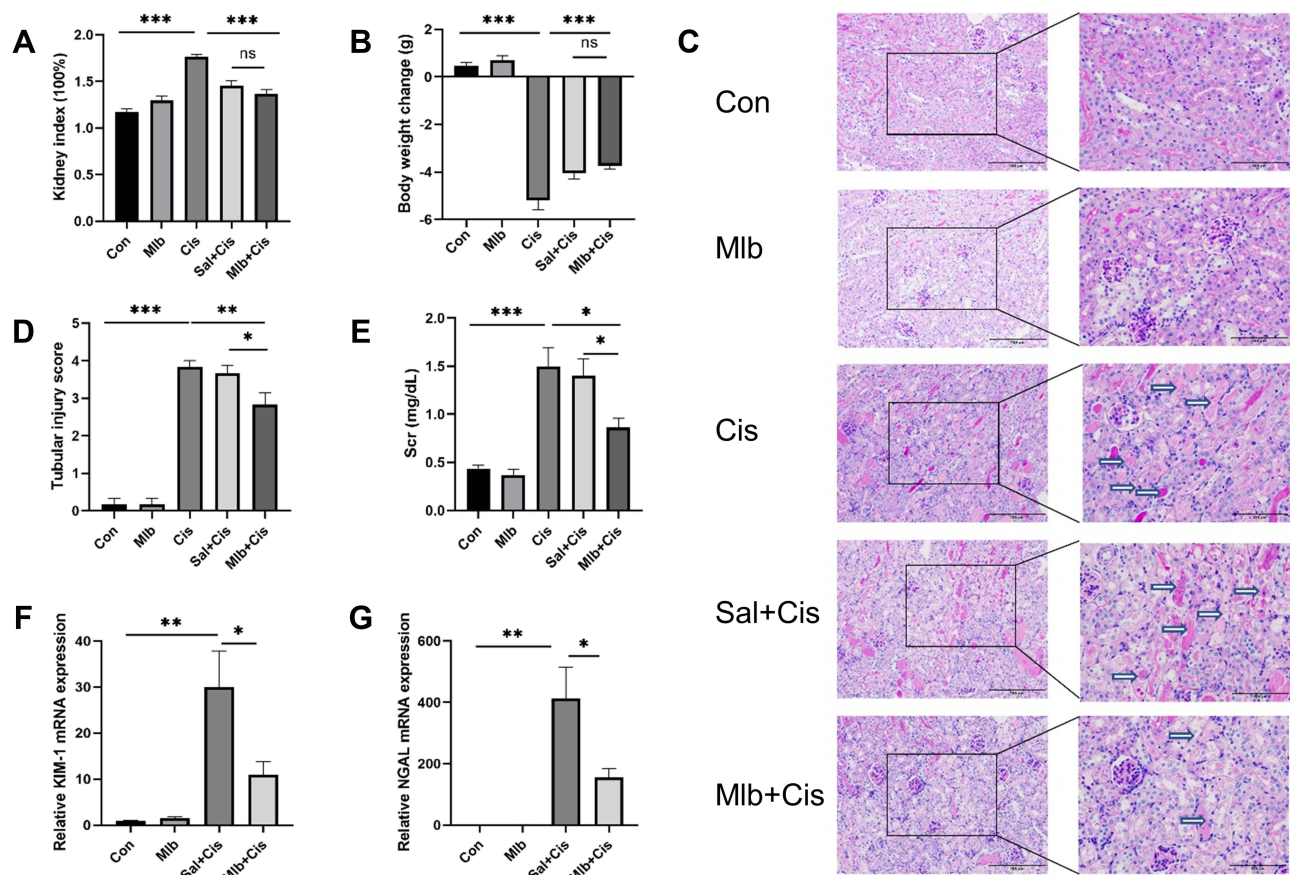 A
Kidney index (100%)
2.0
1.5
1.0
0.5
0.0
***
***
ns
Con
Mlb
Cis
Sal+Cis
Mlb+Cis
B
Body weight change (g)
2
0
-2
-4
-6
***
***
ns
Con
Mlb
Cis
Sal+Cis
Mlb+Cis
C
Con
Mlb
Cis
Sal+Cis
Mlb+Cis
D
Tubular injury score
5
4
3
2
1
0
***
**
*
Con
Mlb
Cis
Sal+Cis
Mlb+Cis
E
Scr (mg/dL)
2.0
1.5
1.0
0.5
0.0
***
*
*
Con
Mlb
Cis
Sal+Cis
Mlb+Cis
F
Relative KIM-1 mRNA expression
40
30
20
10
0
**
*
Con
Mlb
Sal+Cis
Mlb+Cis
G
Relative NGAL mRNA expression
600
400
200
0
**
*
Con
Mlb
Sal+Cis
Mlb+Cis